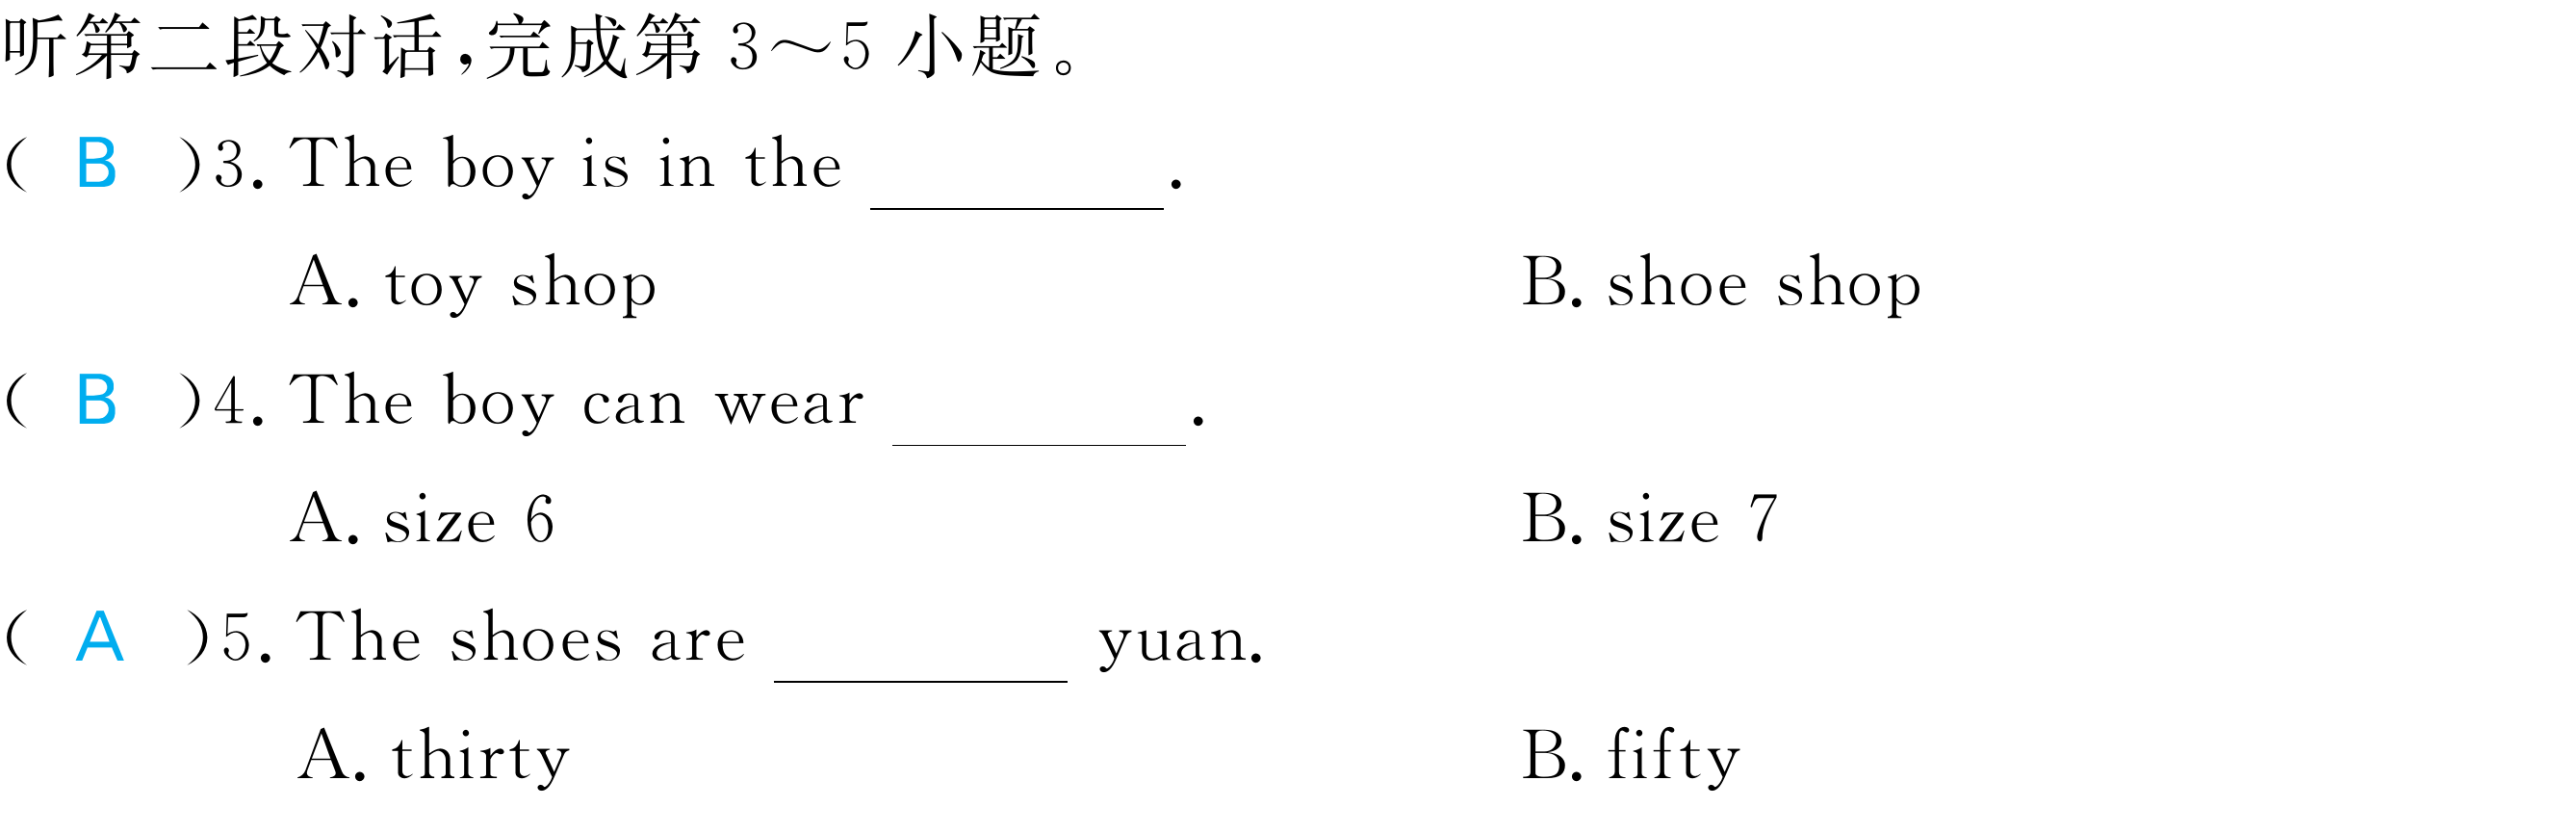 听第二段对话,完成第 3～5 小题。
( B )3. The boy is in the ________.
A. toy shop B. shoe shop
( B )4. The boy can wear ________.
A. size 6 B. size 7
( A )5. The shoes are ________ yuan.
A. thirty B. fifty